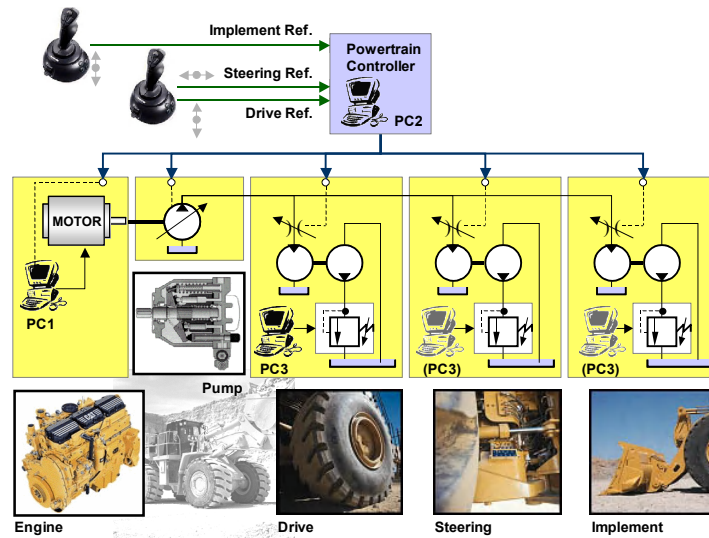 Implement Ref.
Steering Ref.
Drive Ref.
Powertrain
Controller
PC2
MOTOR
PC1
Pump
PC3
(PC3)
(PC3)
CAT
Engine
Drive
Steering
Implement